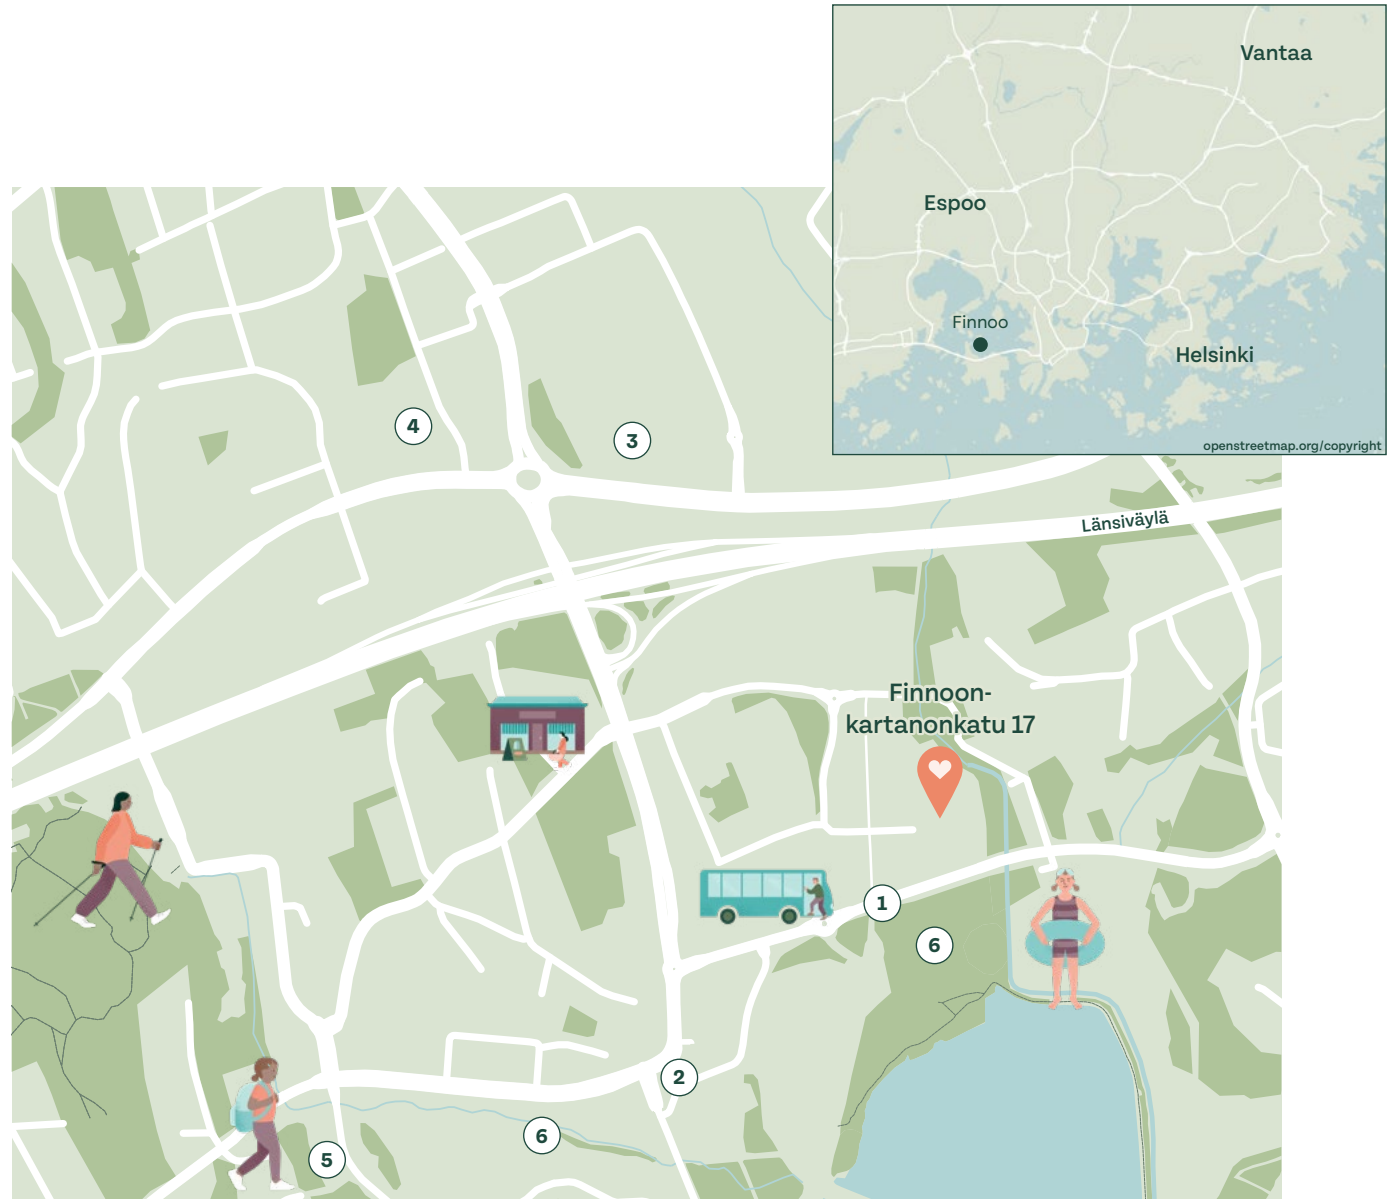 Vantaa
Espoo
Finnoo
Helsinki
openstreetmap.org/copyright
4
3
Länsiväylä
Finnoon-
kartanonkatu 17
1
6
2
6
5